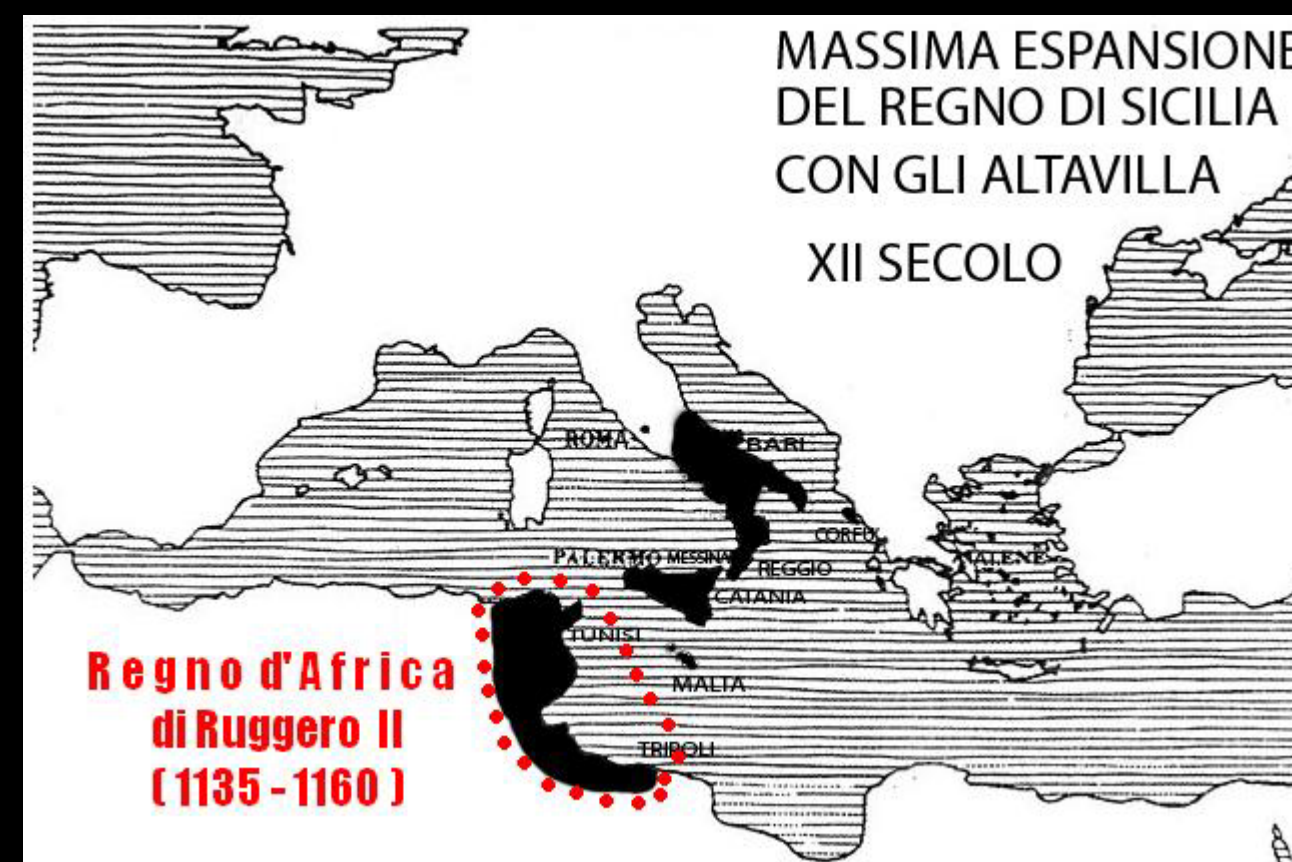 MASSIMA ESPANSIONE
DEL REGNO DI SICILIA
CON GLI ALTAVILLA
XII SECOLO
ROMA
BARI
CORFU
PALERMO
MESSINA
REGGIO
CATANIA
TUNISI
MALTA
TRIPOLI
Regno d'Africa
di Ruggero II
( 1135 - 1160 )